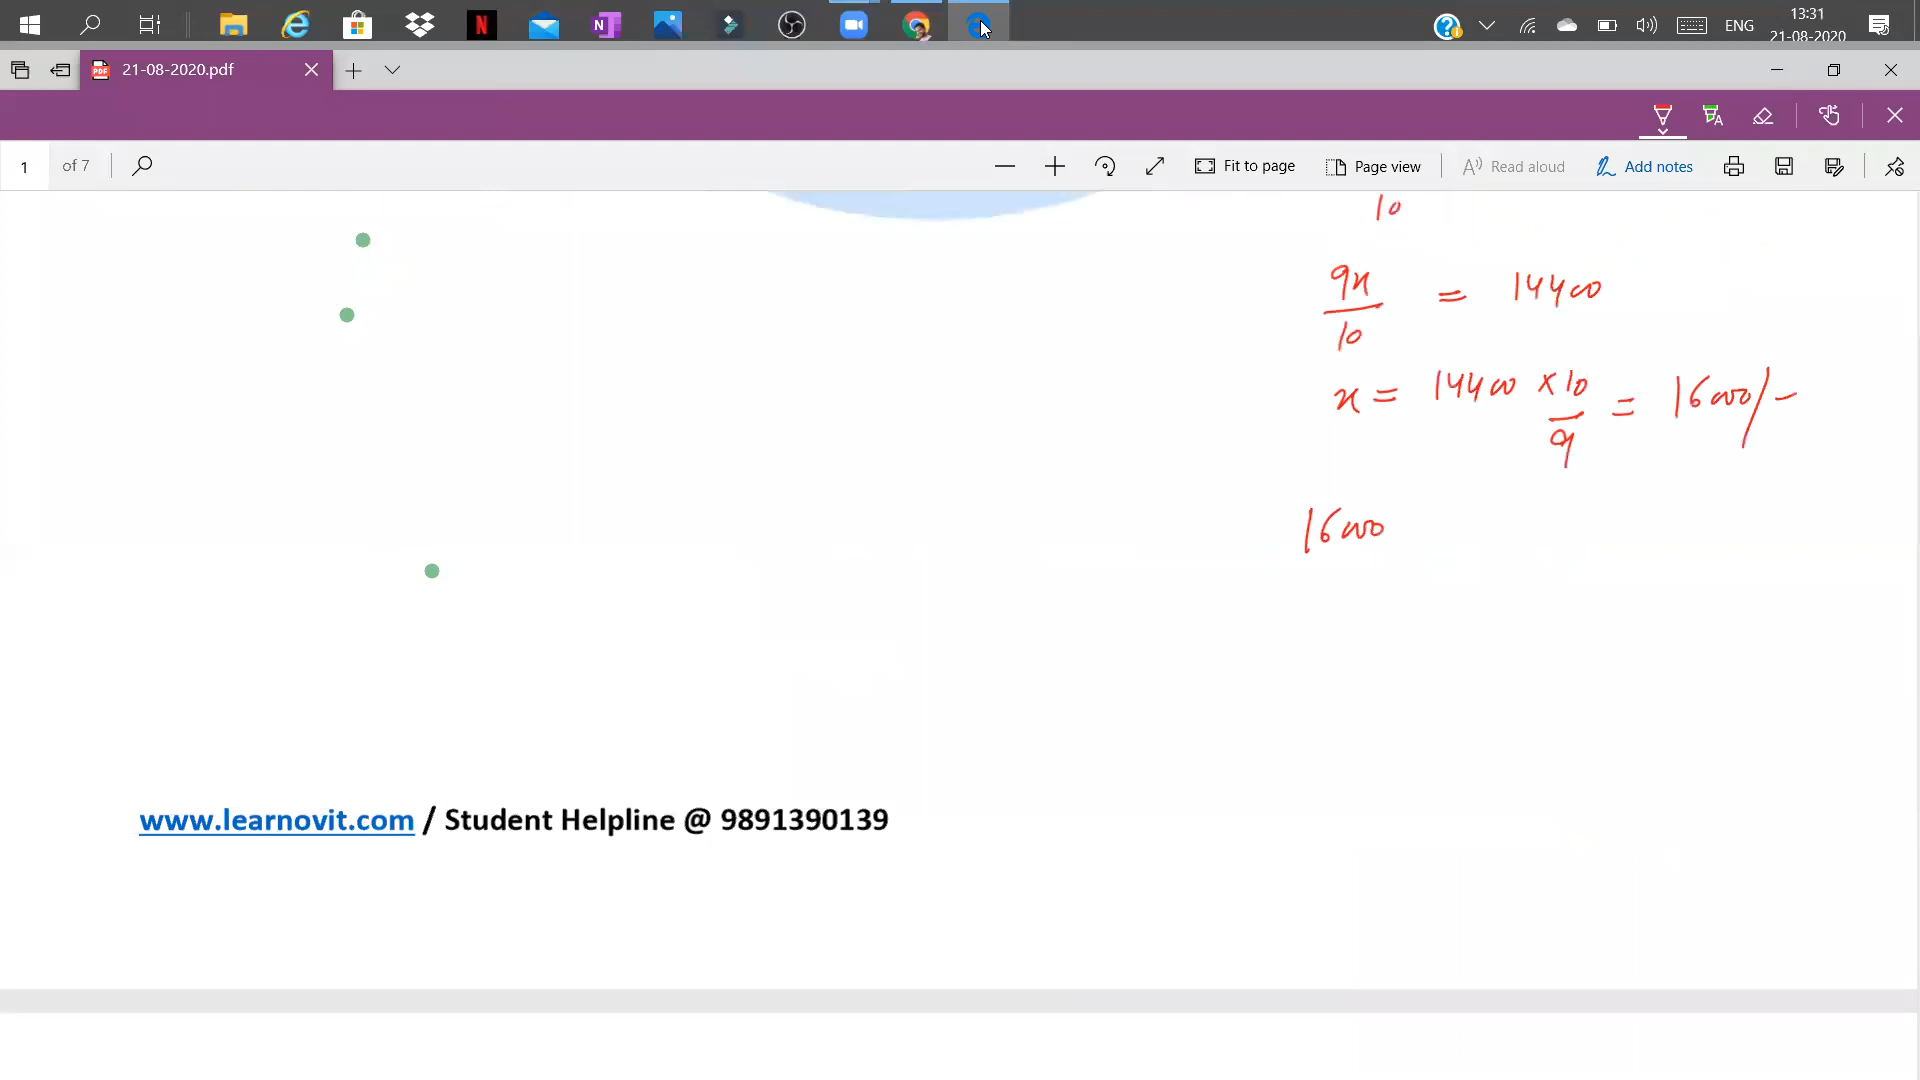 ENG
13:31
21-08-2020
21-08-2020.pdf
1 of 7
Fit to page
Page view
Read aloud
Add notes
10
9x/10 = 14400
x = 14400 × 10/9 = 16000/-
16000
www.learnovit.com / Student Helpline @ 9891390139